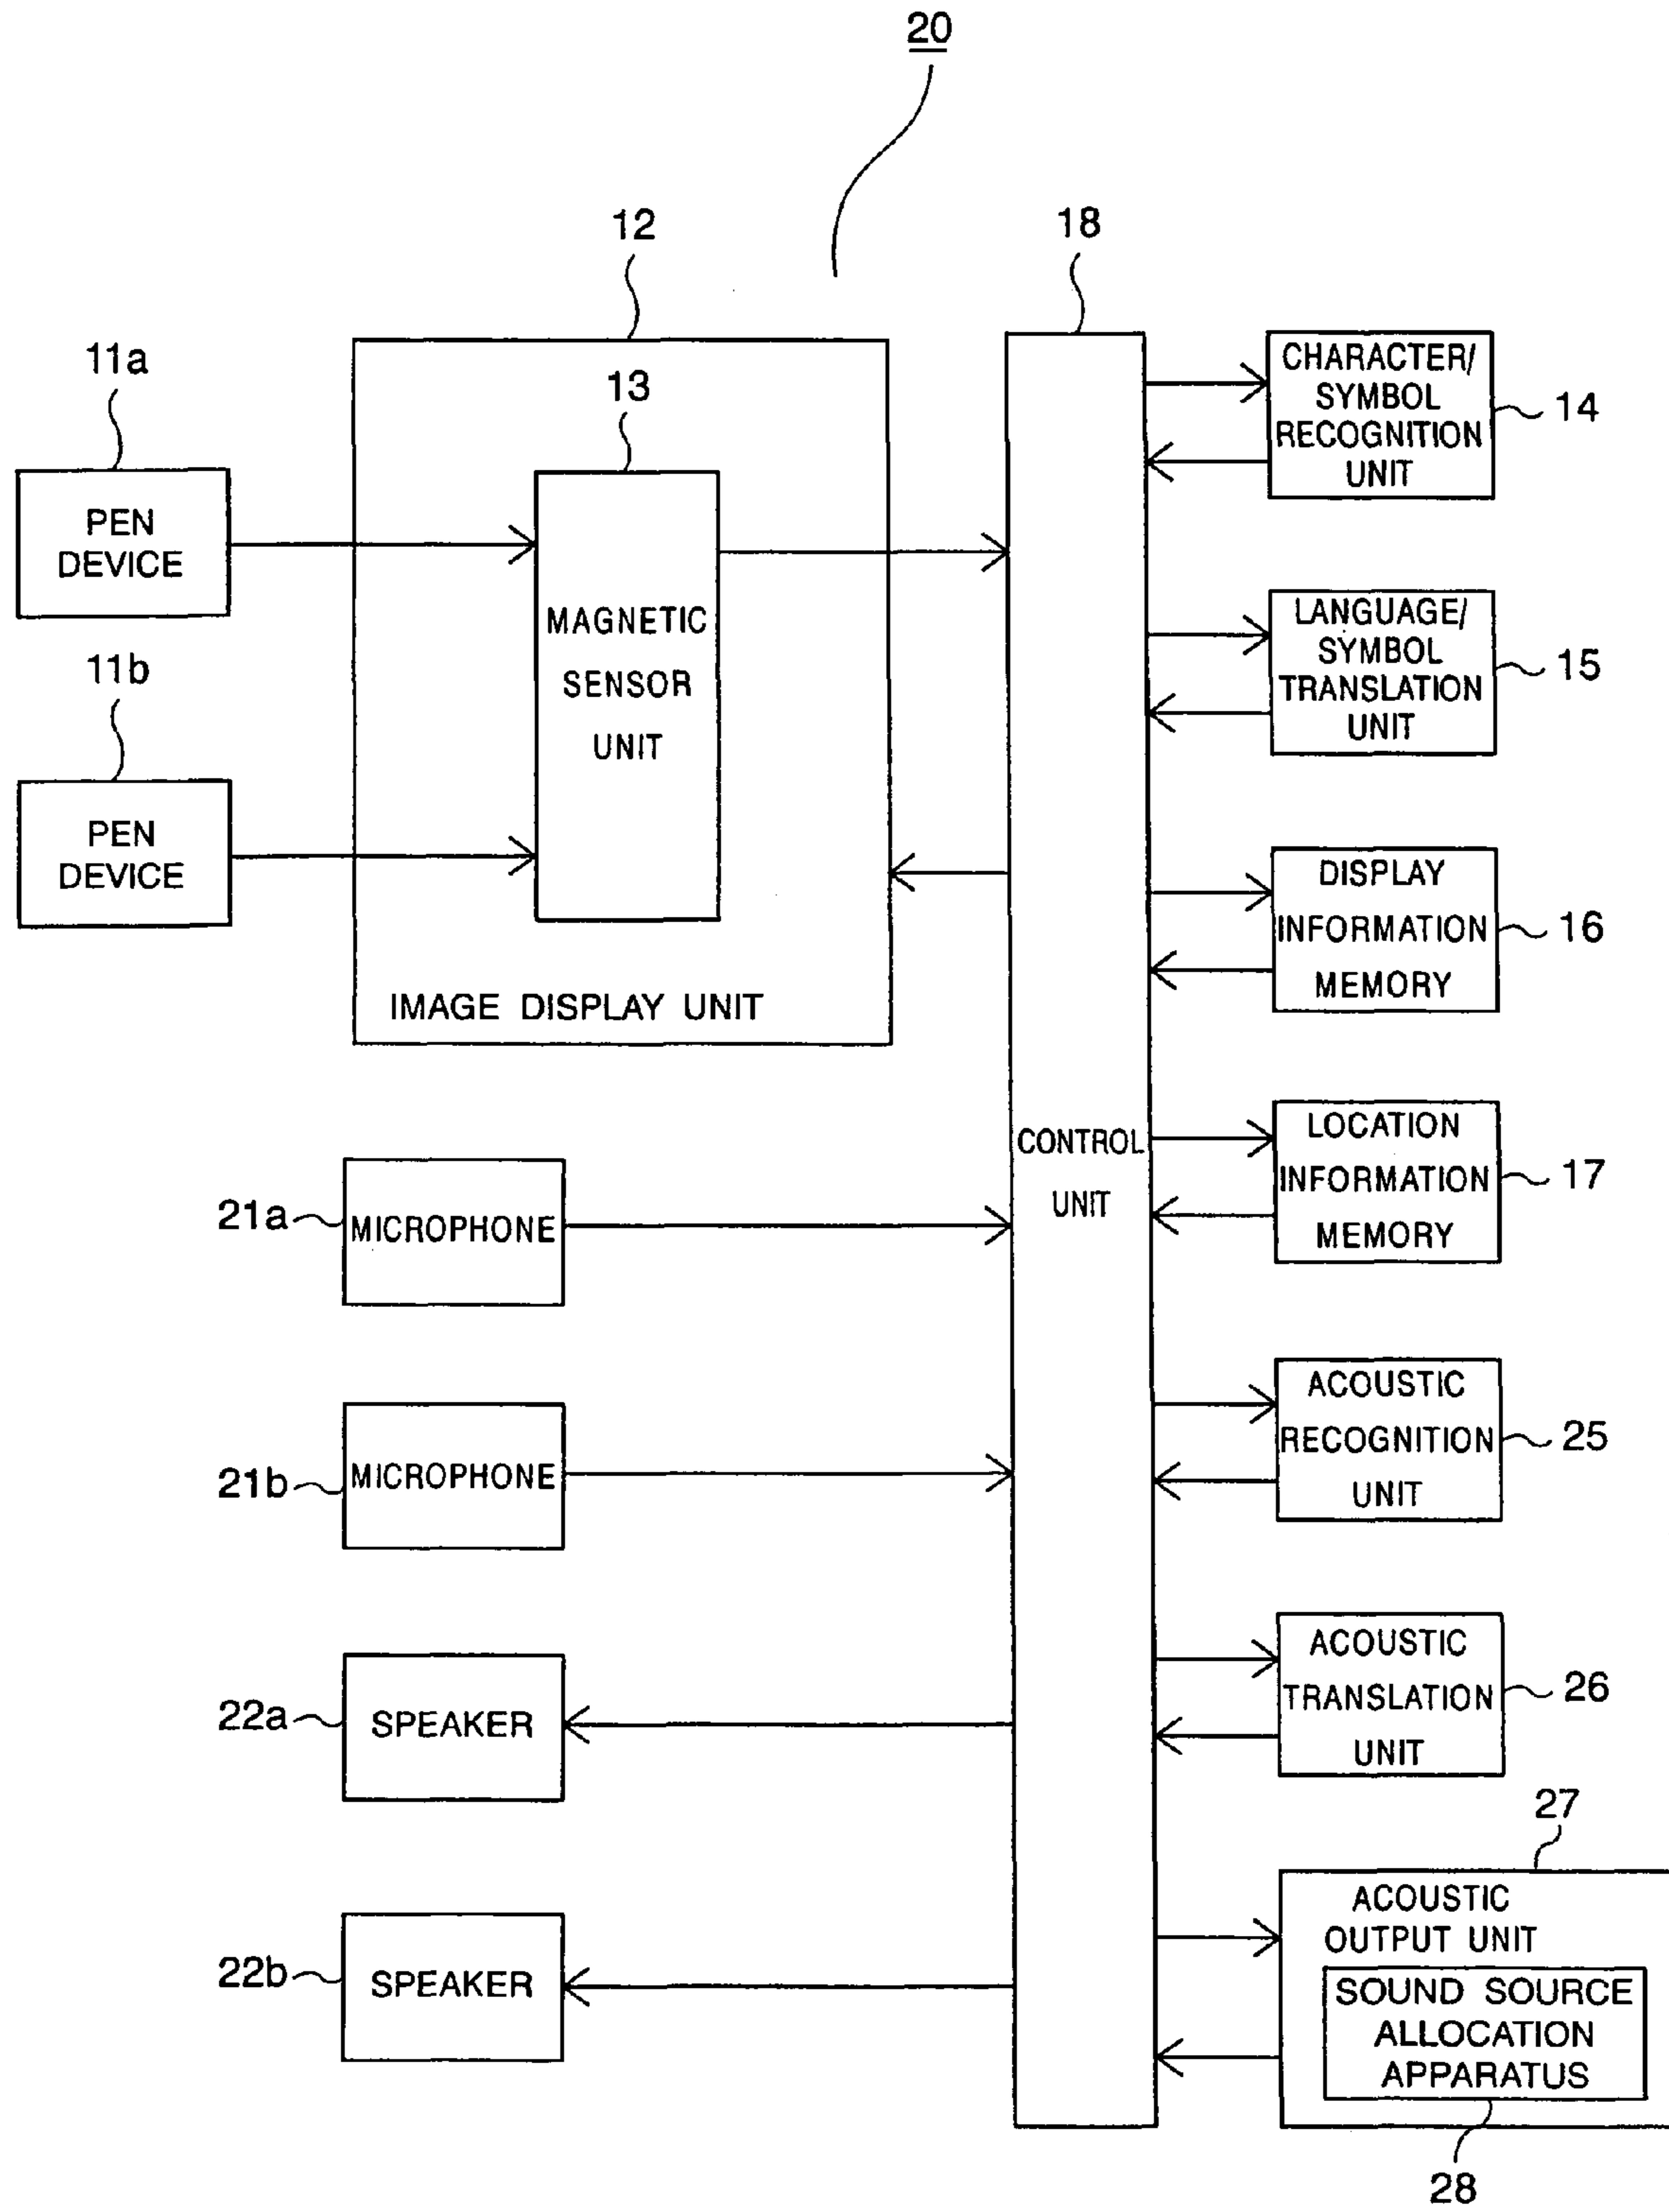 20
12
18
11a
13
CHARACTER/
SYMBOL
RECOGNITION
UNIT
14
PEN
DEVICE
MAGNETIC
SENSOR
UNIT
11b
LANGUAGE/
SYMBOL
TRANSLATION
UNIT
15
PEN
DEVICE
DISPLAY
INFORMATION
MEMORY
16
IMAGE DISPLAY UNIT
CONTROL
UNIT
LOCATION
INFORMATION
MEMORY
17
21a
MICROPHONE
ACOUSTIC
RECOGNITION
UNIT
25
21b
MICROPHONE
ACOUSTIC
TRANSLATION
UNIT
26
22a
SPEAKER
27
ACOUSTIC
OUTPUT UNIT
22b
SPEAKER
SOUND SOURCE
ALLOCATION
APPARATUS
28